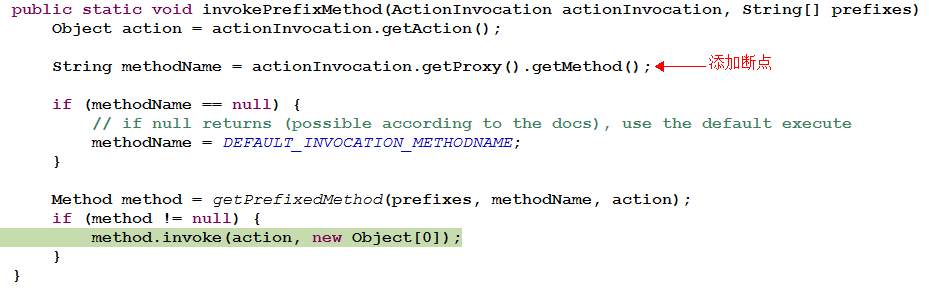 public static void invokePrefixMethod(ActionInvocation actionInvocation, String[] prefixes)
    Object action = actionInvocation.getAction();
    String methodName = actionInvocation.getProxy().getMethod(); 添加断点
    if (methodName == null) {
        // if null returns (possible according to the docs), use the default execute
        methodName = DEFAULT_INVOCATION_METHODNAME;
    }
    Method method = getPrefixedMethod(prefixes, methodName, action);
    if (method != null) {
        method.invoke(action, new Object[0]);
    }
}